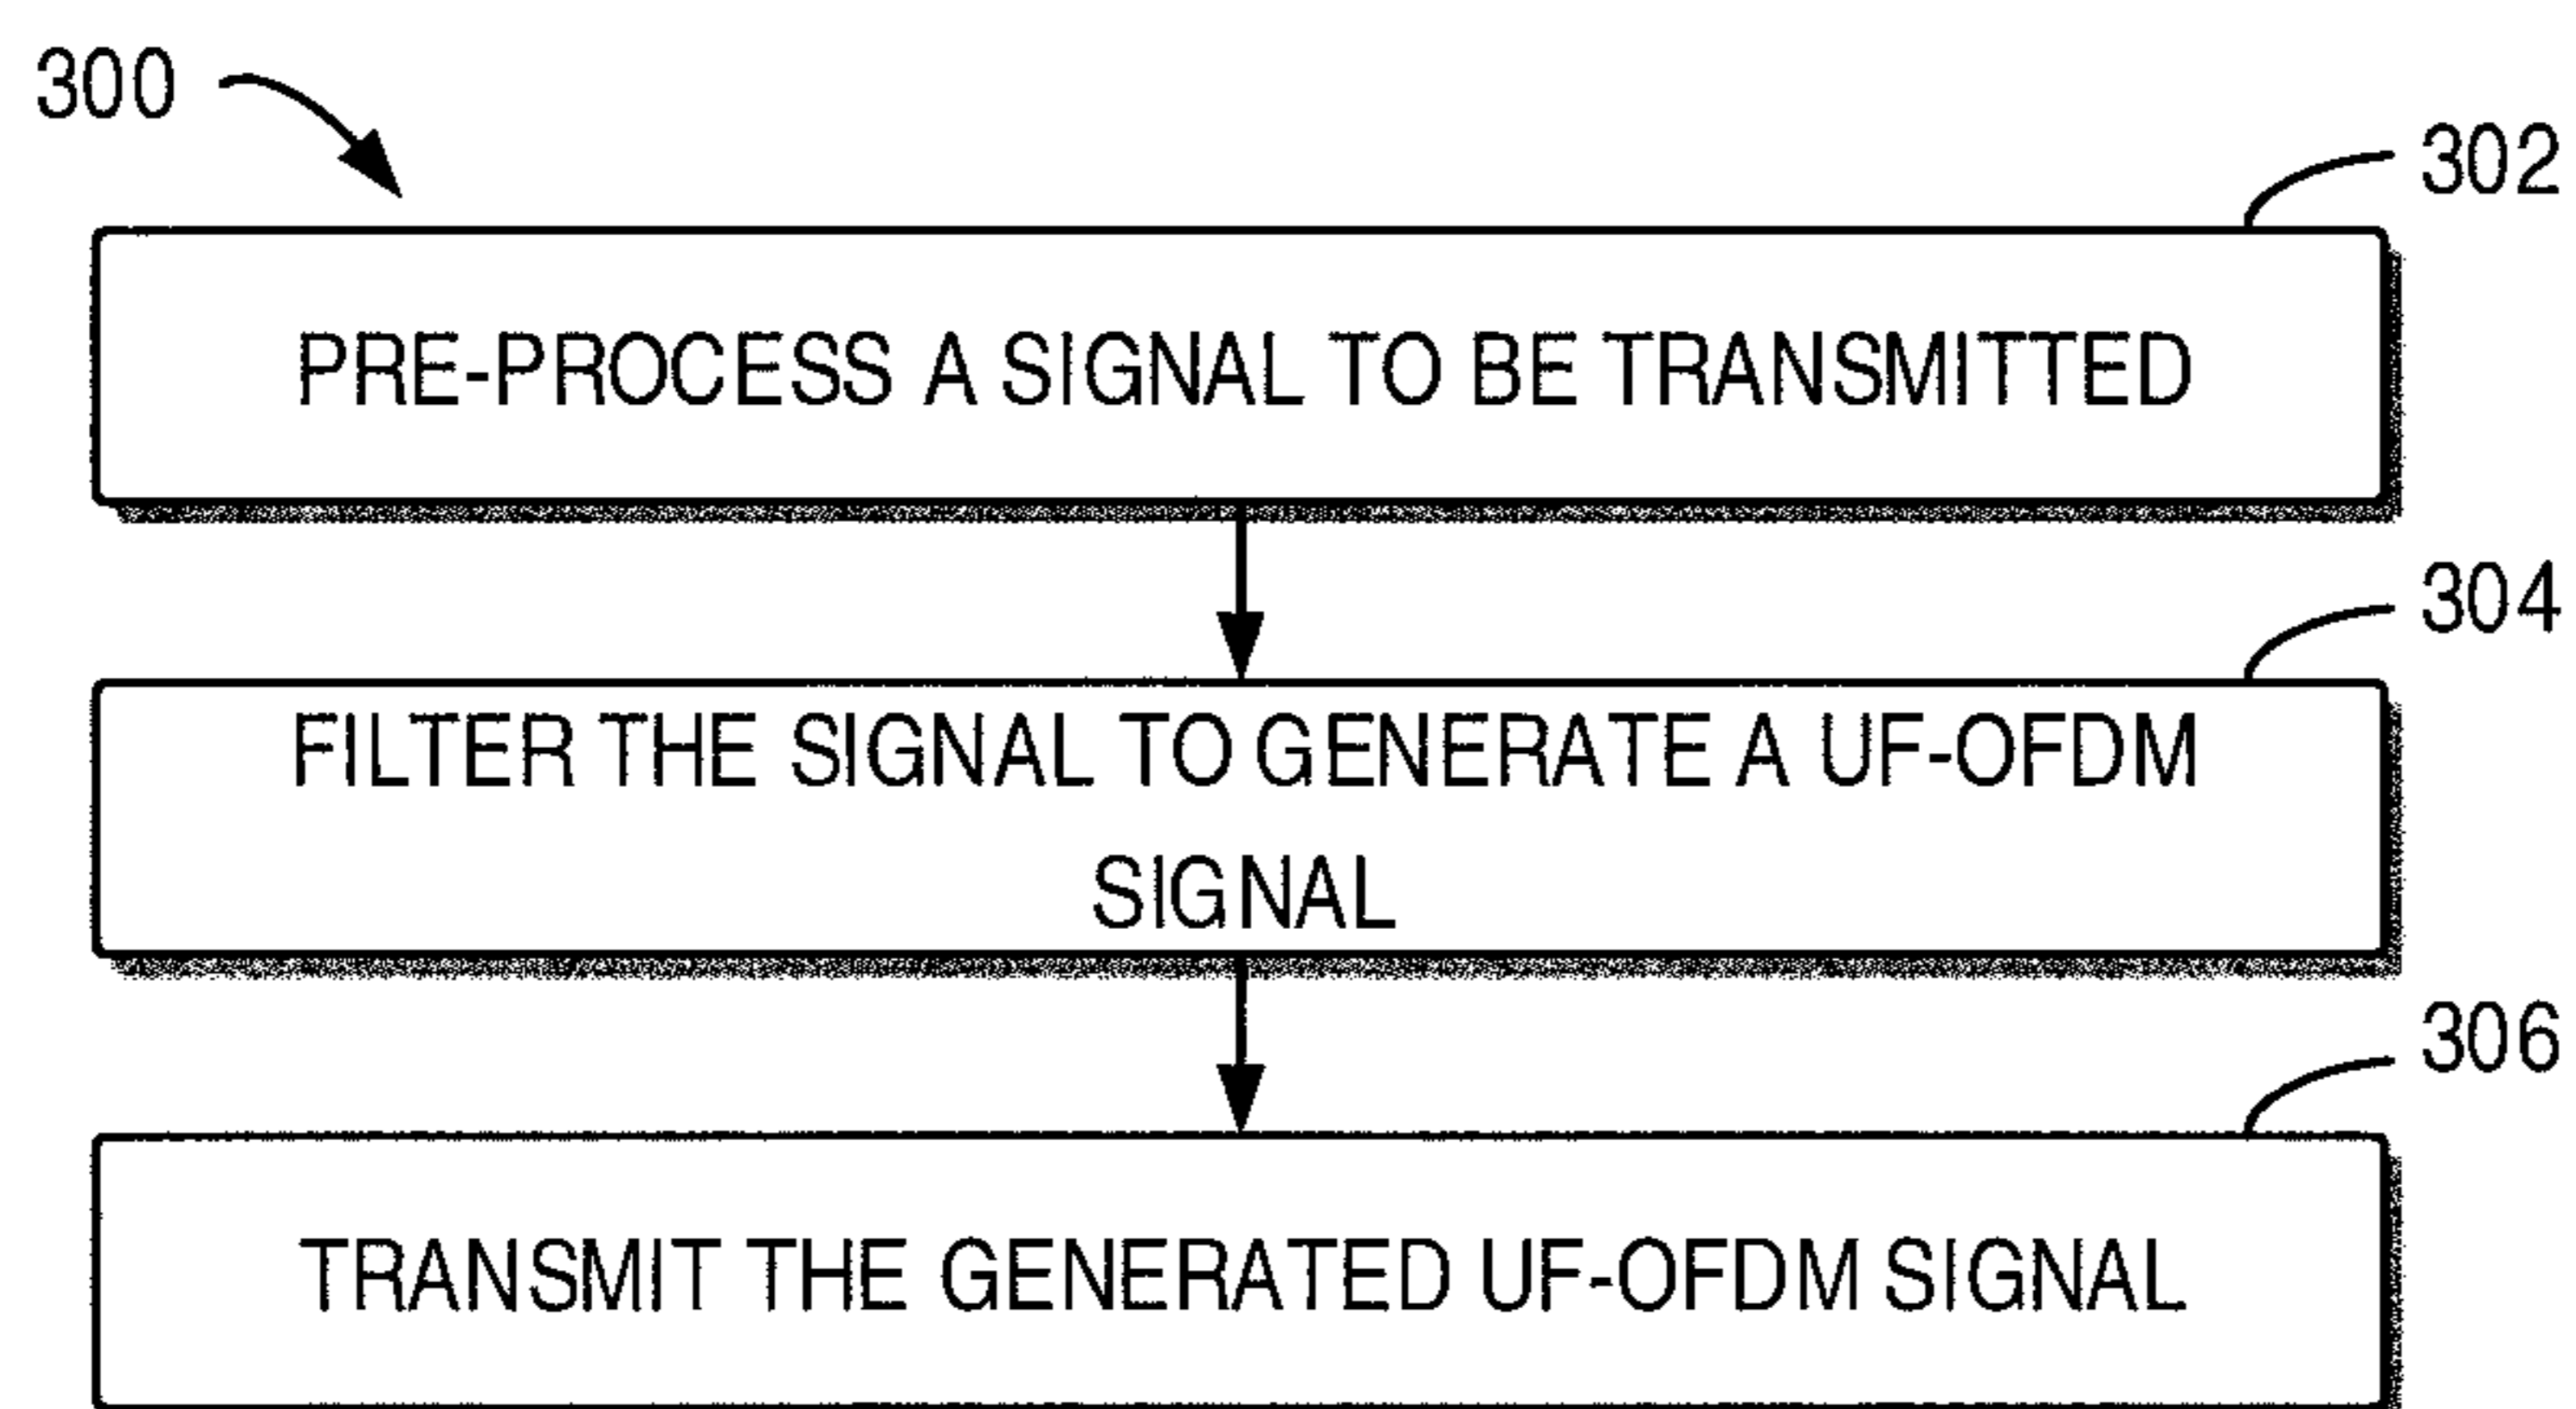 300
302
PRE-PROCESS A SIGNAL TO BE TRANSMITTED
304
FILTER THE SIGNAL TO GENERATE A UF-OFDM
SIGNAL
306
TRANSMIT THE GENERATED UF-OFDM SIGNAL